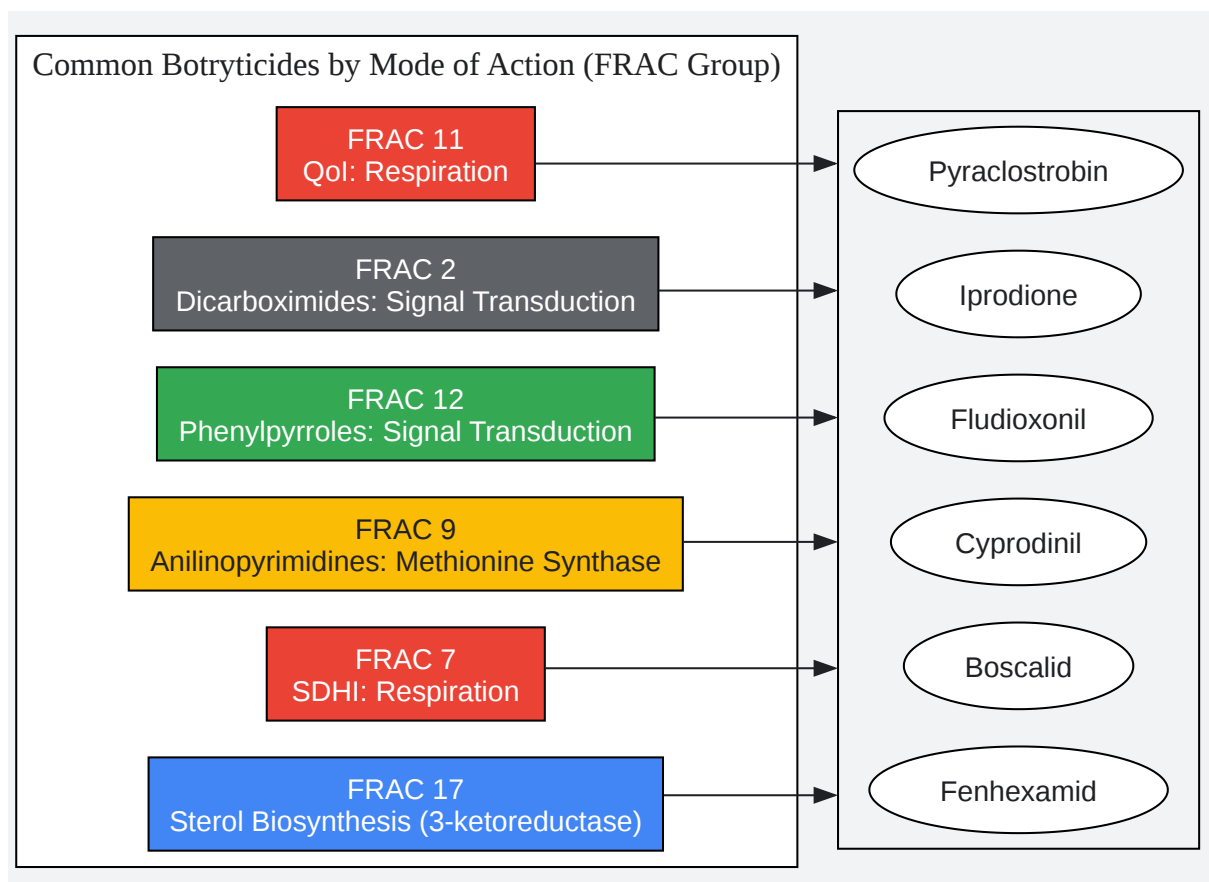 Common Botryticides by Mode of Action (FRAC Group)
FRAC 11
QoI: Respiration
Pyraclostrobin
FRAC 2
Dicarboximides: Signal Transduction
Iprodione
FRAC 12
Phenylpyrroles: Signal Transduction
Fludioxonil
FRAC 9
Anilinopyrimidines: Methionine Synthase
Cyprodinil
FRAC 7
SDHI: Respiration
Boscalid
FRAC 17
Sterol Biosynthesis (3-ketoreductase)
Fenhexamid